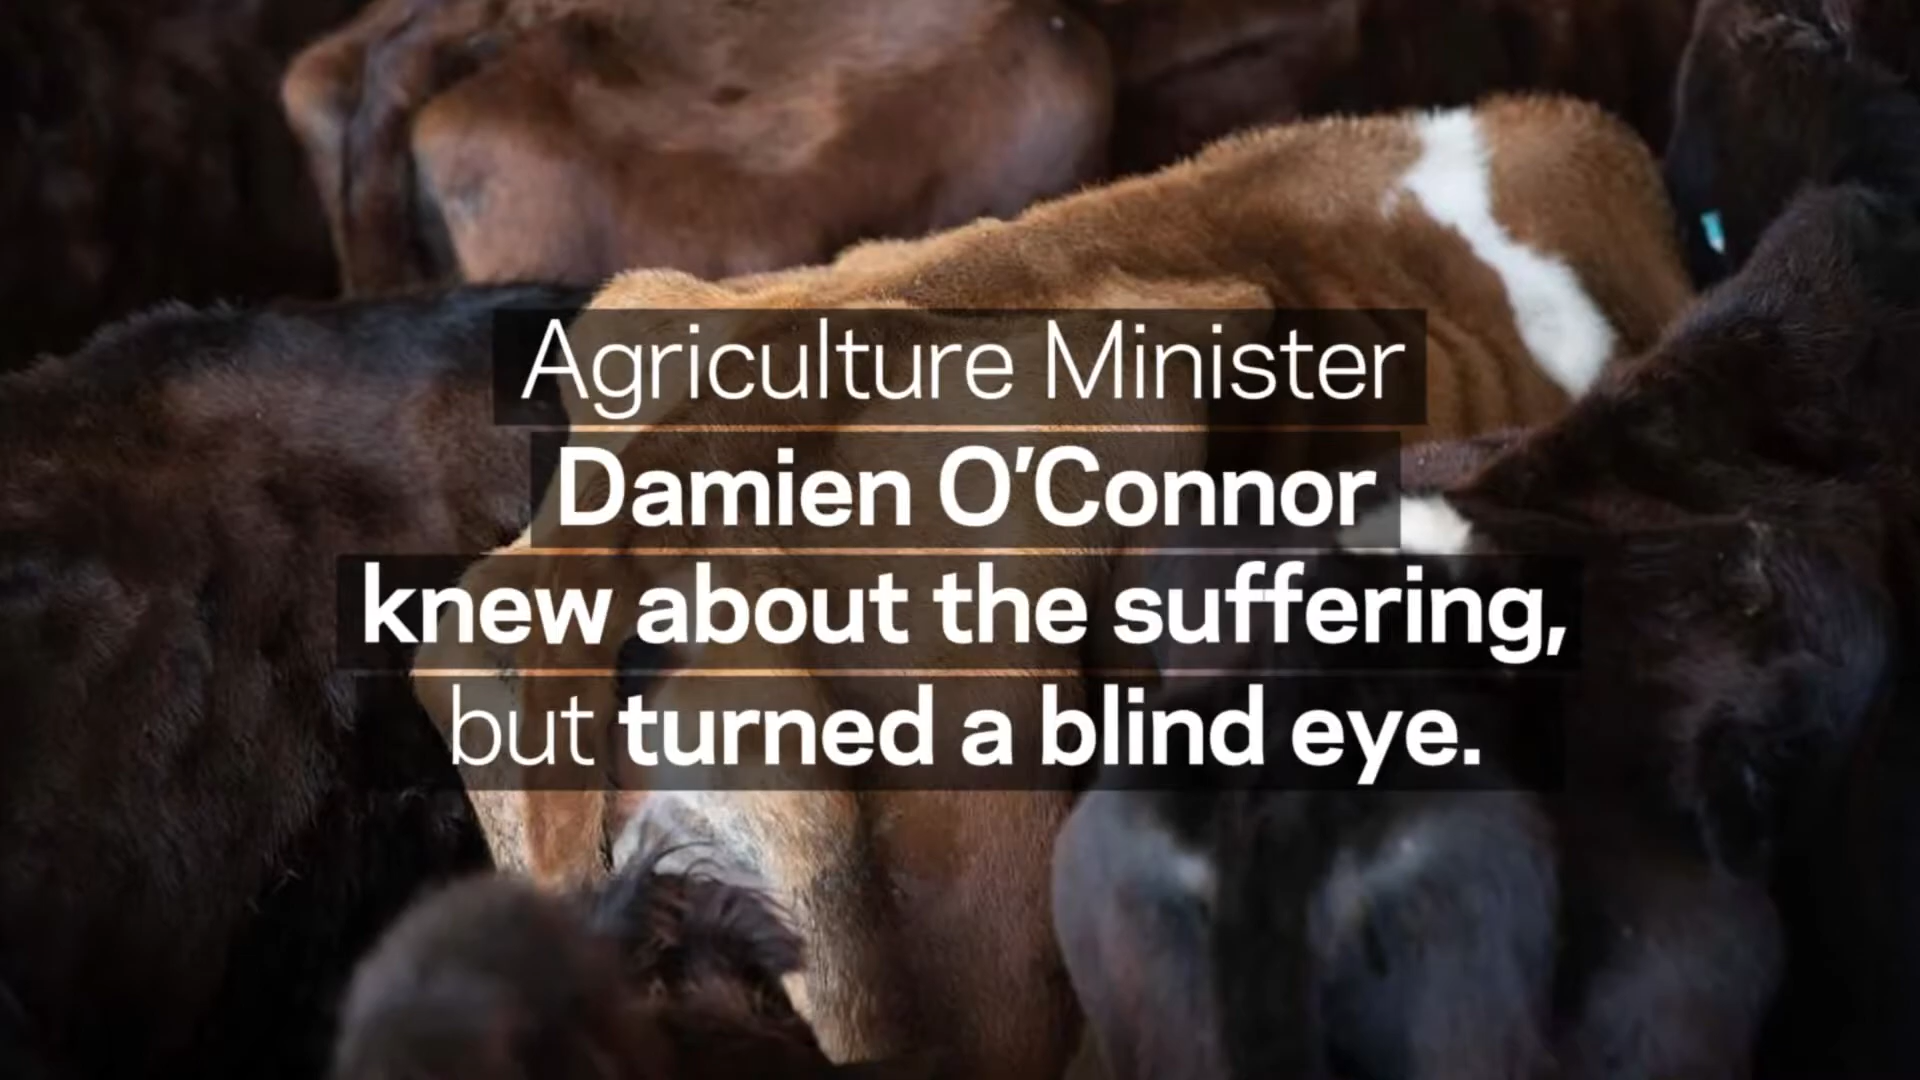 Agriculture Minister
Damien O'Connor
knew about the suffering,
but turned a blind eye.